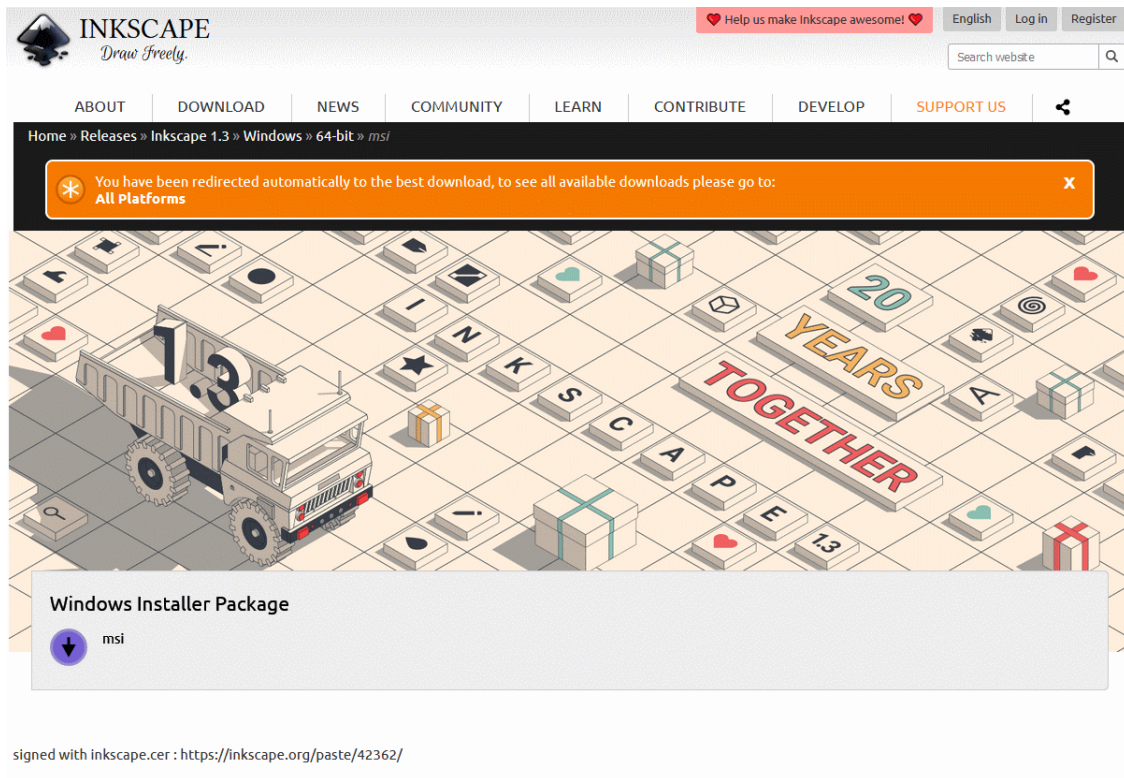 INKSCAPE
Draw Freely.
Help us make Inkscape awesome!
English
Log in
Register
Search website
ABOUT
DOWNLOAD
NEWS
COMMUNITY
LEARN
CONTRIBUTE
DEVELOP
SUPPORT US
Home » Releases » Inkscape 1.3 » Windows » 64-bit » msi
You have been redirected automatically to the best download, to see all available downloads please go to:
All Platforms
X
1.3
INKSCAPE 1.3
20
YEARS
TOGETHER
A
Windows Installer Package
msi
signed with inkscape.cer : https://inkscape.org/paste/42362/